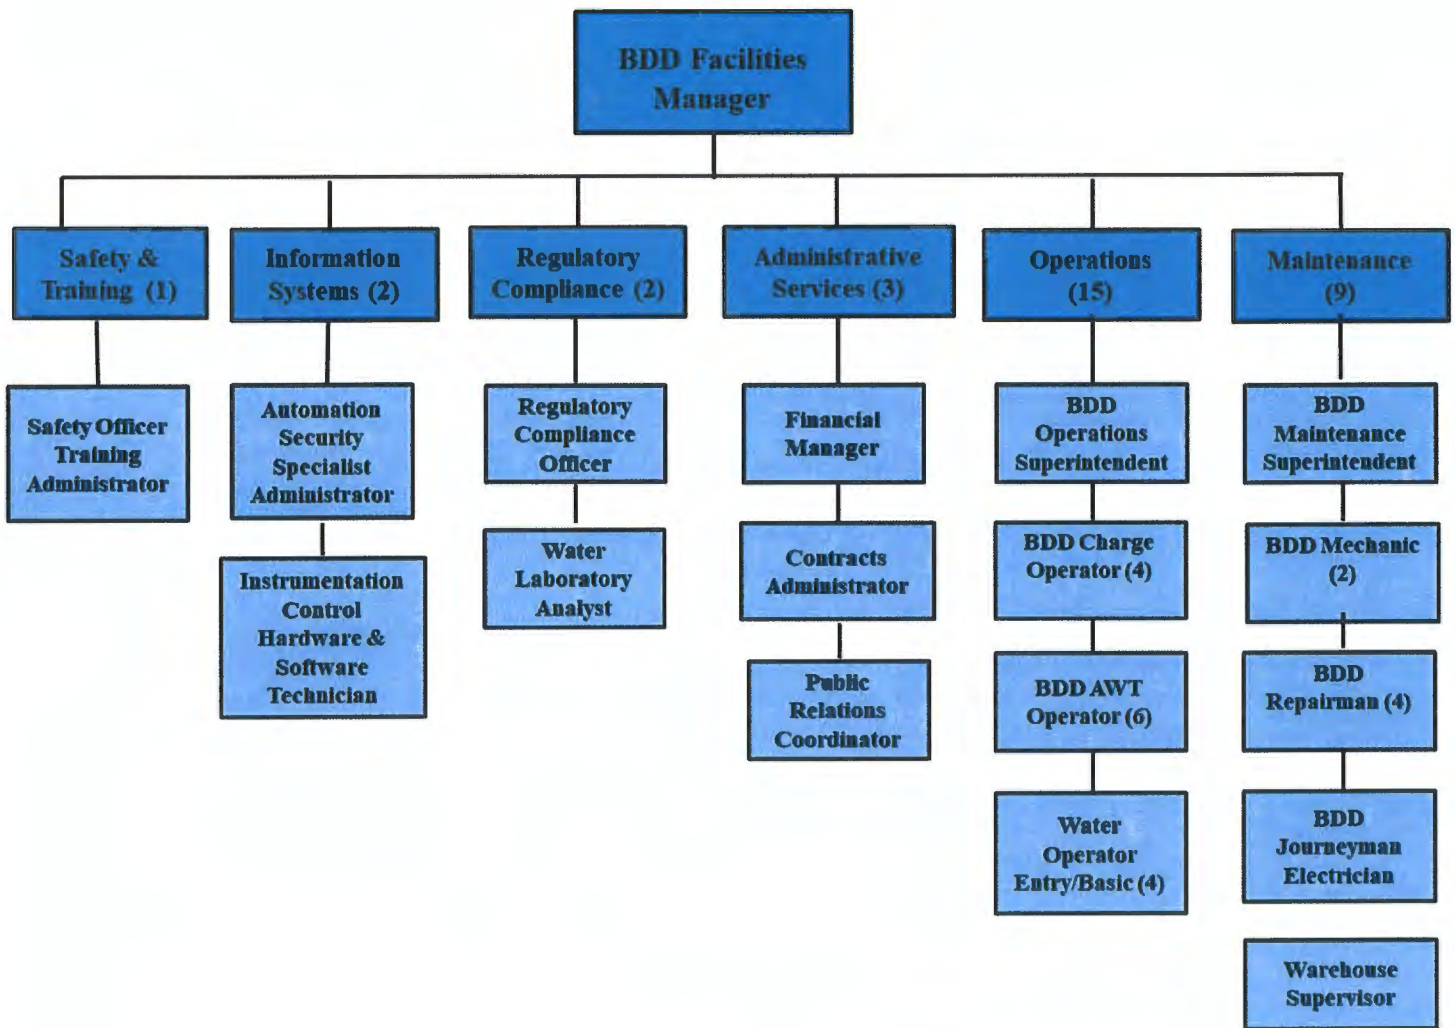 BDD Facilities
Manager
Safety &
Training (1)
Information
Systems (2)
Regulatory
Compliance (2)
Administrative
Services (3)
Operations
(15)
Maintenance
(9)
Safety Officer
Training
Administrator
Automation
Security
Specialist
Administrator
Regulatory
Compliance
Officer
Financial
Manager
BDD
Operations
Superintendent
BDD
Maintenance
Superintendent
Instrumentation
Control
Hardware &
Software
Technician
Water
Laboratory
Analyst
Contracts
Administrator
BDD Charge
Operator (4)
BDD Mechanic
(2)
Public
Relations
Coordinator
BDD AWT
Operator (6)
BDD
Repairman (4)
Water
Operator
Entry/Basic (4)
BDD
Journeyman
Electrician
Warehouse
Supervisor